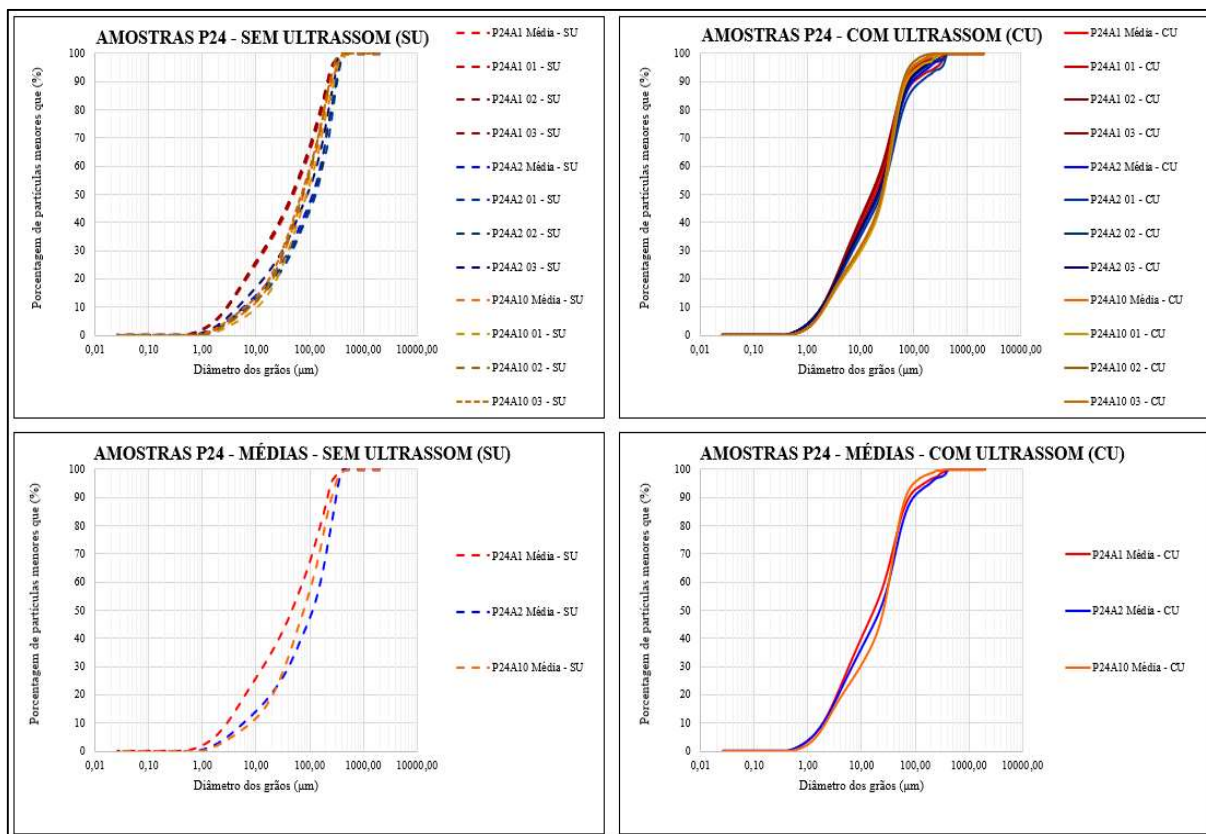 AMOSTRAS P24 - SEM ULTRASSOM (SU)
Porcentagem de partículas menores que (%)
100
90
80
70
60
50
40
30
20
10
0
0,01 0,10 1,00 10,00 100,00 1000,00 10000,00
Diâmetro dos grãos (µm)
P24A1 Média - SU
P24A1 01 - SU
P24A1 02 - SU
P24A1 03 - SU
P24A2 Média - SU
P24A2 01 - SU
P24A2 02 - SU
P24A2 03 - SU
P24A10 Média - SU
P24A10 01 - SU
P24A10 02 - SU
P24A10 03 - SU
AMOSTRAS P24 - COM ULTRASSOM (CU)
Porcentagem de partículas menores que (%)
100
90
80
70
60
50
40
30
20
10
0
0,01 0,10 1,00 10,00 100,00 1000,00 10000,00
Diâmetro dos grãos (µm)
P24A1 Média - CU
P24A1 01 - CU
P24A1 02 - CU
P24A1 03 - CU
P24A2 Média - CU
P24A2 01 - CU
P24A2 02 - CU
P24A2 03 - CU
P24A10 Média - CU
P24A10 01 - CU
P24A10 02 - CU
P24A10 03 - CU
AMOSTRAS P24 - MÉDIAS - SEM ULTRASSOM (SU)
Porcentagem de partículas menores que (%)
100
90
80
70
60
50
40
30
20
10
0
0,01 0,10 1,00 10,00 100,00 1000,00 10000,00
Diâmetro dos grãos (µm)
P24A1 Média - SU
P24A2 Média - SU
P24A10 Média - SU
AMOSTRAS P24 - MÉDIAS - COM ULTRASSOM (CU)
Porcentagem de partículas menores que (%)
100
90
80
70
60
50
40
30
20
10
0
0,01 0,10 1,00 10,00 100,00 1000,00 10000,00
Diâmetro dos grãos (µm)
P24A1 Média - CU
P24A2 Média - CU
P24A10 Média - CU